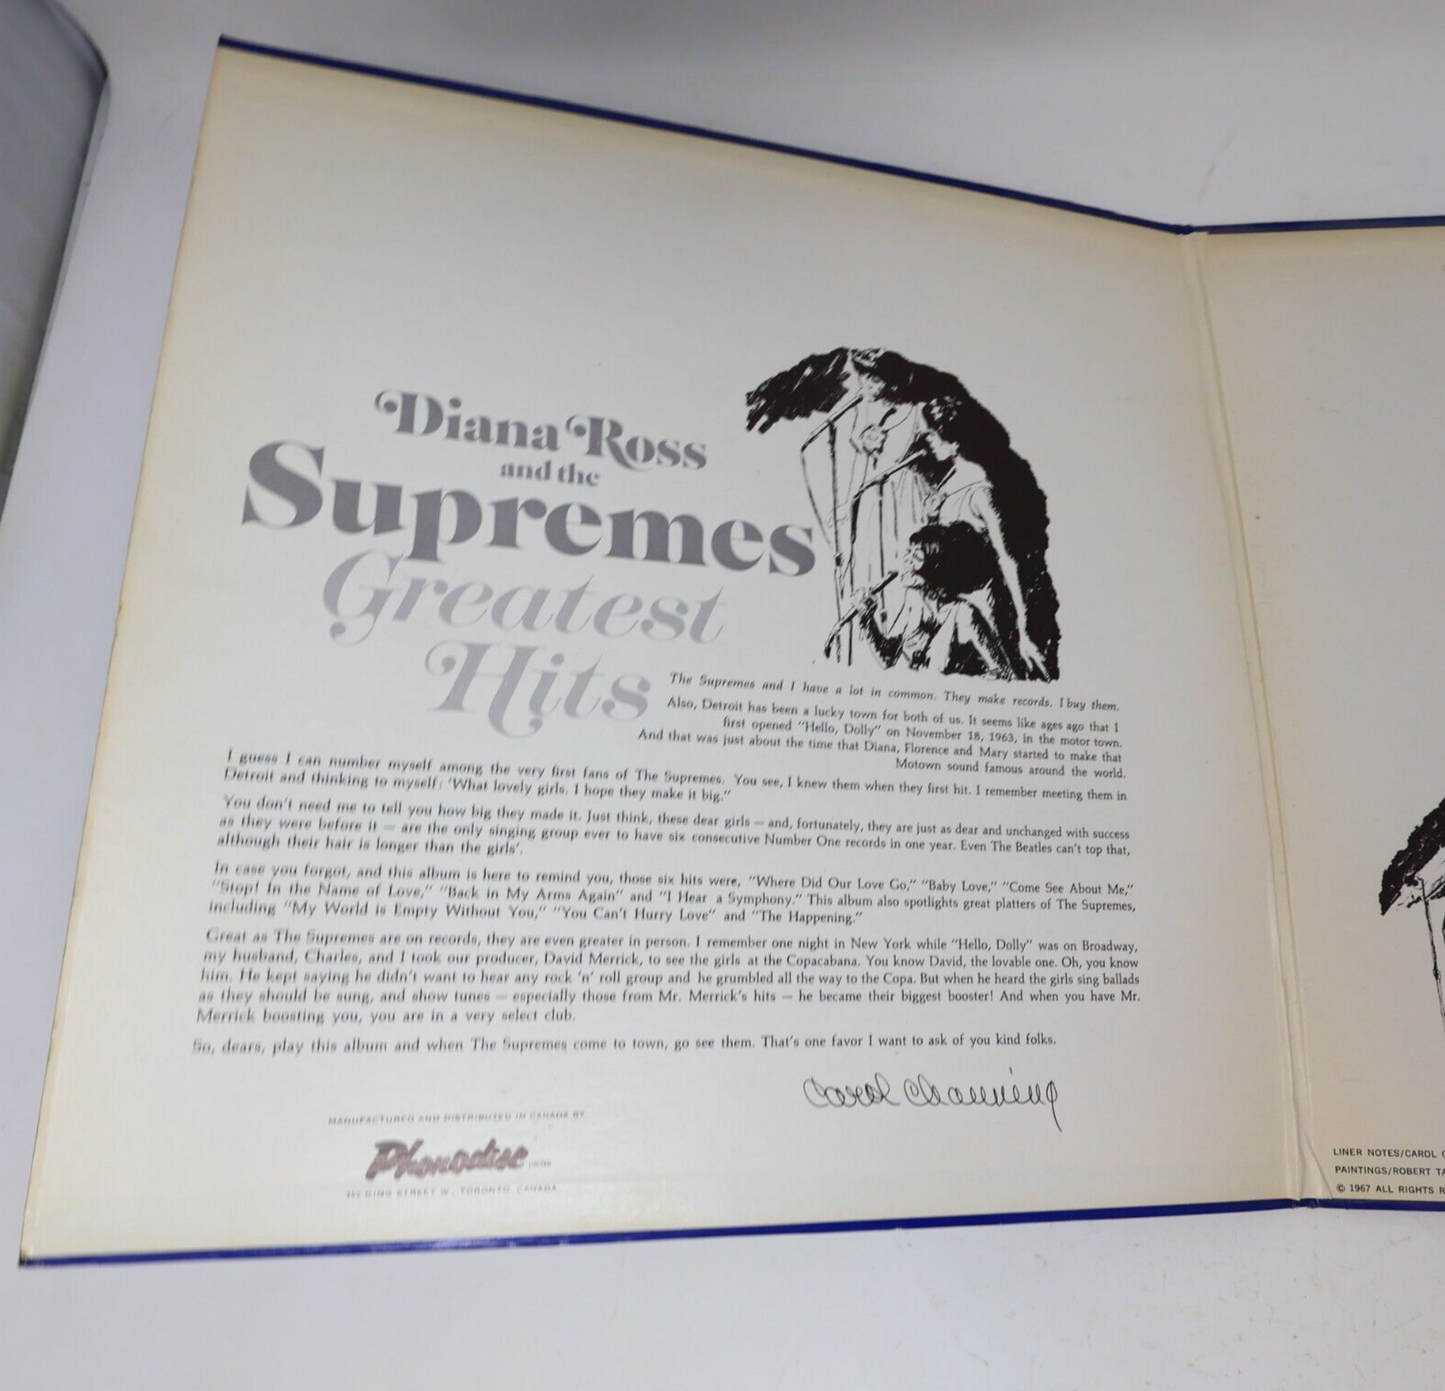 Diana Ross
and the
Supremes
Greatest
Hits
The Supremes and I have a lot in common. They make records. I buy them.
Also, Detroit has been a lucky town for both of us. It seems like ages ago that I
first opened "Hello, Dolly" on November 18, 1963, in the motor town.
And that was just about the time that Diana, Florence and Mary started to make that
Motown sound famous around the world.
I guess I can number myself among the very first fans of The Supremes. You see, I knew them when they first hit. I remember meeting them in
Detroit and thinking to myself: 'What lovely girls. I hope they make it big."
You don't need me to tell you how big they made it. Just think, these dear girls — and, fortunately, they are just as dear and unchanged with success
as they were before it — are the only singing group ever to have six consecutive Number One records in one year. Even The Beatles can't top that,
although their hair is longer than the girls'.
In case you forgot, and this album is here to remind you, those six hits were, "Where Did Our Love Go," "Baby Love," "Come See About Me,"
"Stop! In the Name of Love," "Back in My Arms Again" and "I Hear a Symphony." This album also spotlights great platters of The Supremes,
including "My World is Empty Without You," "You Can't Hurry Love" and "The Happening."
Great as The Supremes are on records, they are even greater in person. I remember one night in New York while "Hello, Dolly" was on Broadway,
my husband, Charles, and I took our producer, David Merrick, to see the girls at the Copacabana. You know David, the lovable one. Oh, you know
him. He kept saying he didn't want to hear any rock 'n' roll group and he grumbled all the way to the Copa. But when he heard the girls sing ballads
as they should be sung, and show tunes — especially those from Mr. Merrick's hits — he became their biggest booster! And when you have Mr.
Merrick boosting you, you are in a very select club.
So, dears, play this album and when The Supremes come to town, go see them. That's one favor I want to ask of you kind folks.
Carol Channing
MANUFACTURED AND DISTRIBUTED IN CANADA BY
Phonodisc LIMITED
KING STREET W., TORONTO, CANADA
LINER NOTES/CAROL
PAINTINGS/ROBERT TA
© 1967 ALL RIGHTS R